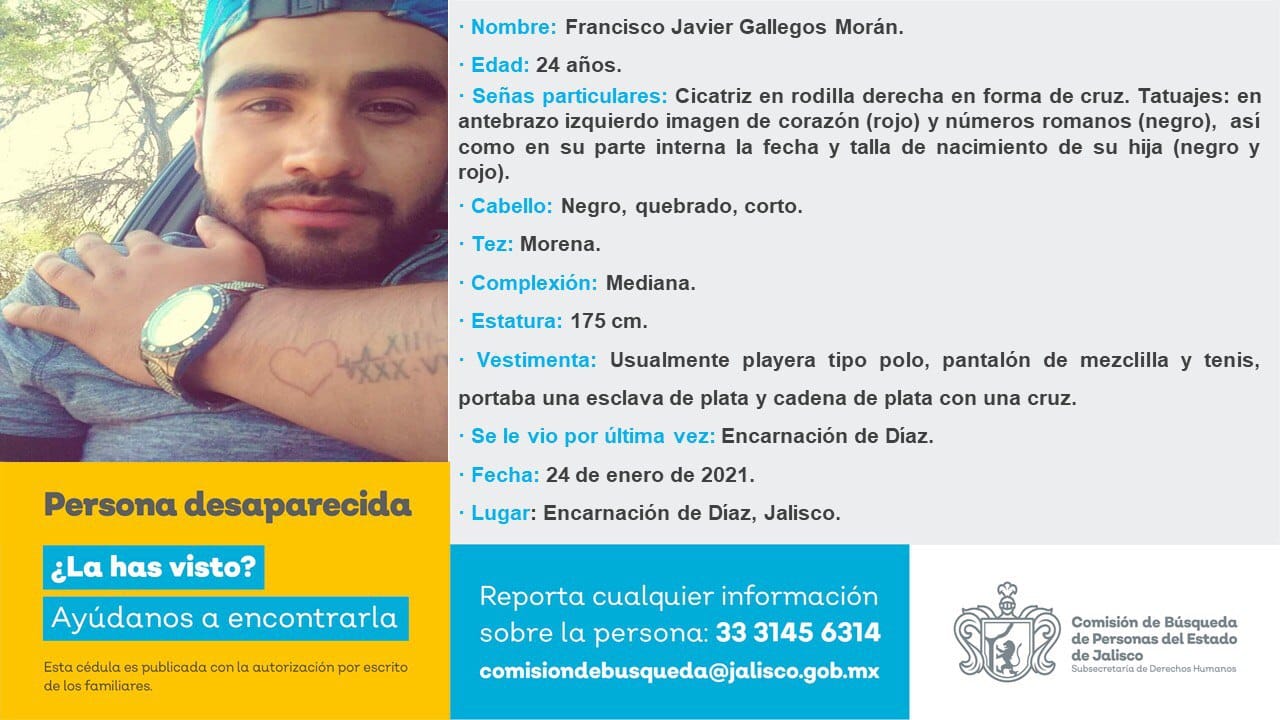 · Nombre: Francisco Javier Gallegos Morán.
· Edad: 24 años.
· Señas particulares: Cicatriz en rodilla derecha en forma de cruz. Tatuajes: en
antebrazo izquierdo imagen de corazón (rojo) y números romanos (negro), así
como en su parte interna la fecha y talla de nacimiento de su hija (negro y
rojo).
· Cabello: Negro, quebrado, corto.
· Tez: Morena.
· Complexión: Mediana.
· Estatura: 175 cm.
· Vestimenta: Usualmente playera tipo polo, pantalón de mezclilla y tenis,
portaba una esclava de plata y cadena de plata con una cruz.
· Se le vio por última vez: Encarnación de Díaz.
· Fecha: 24 de enero de 2021.
· Lugar: Encarnación de Díaz, Jalisco.
Persona desaparecida
¿La has visto?
Ayúdanos a encontrarla
Esta cédula es publicada con la autorización por escrito
de los familiares.
Reporta cualquier información
sobre la persona: 33 3145 6314
comisiondebusqueda@jalisco.gob.mx
Comisión de Búsqueda
de Personas del Estado
de Jalisco
Subsecretaría de Derechos Humanos